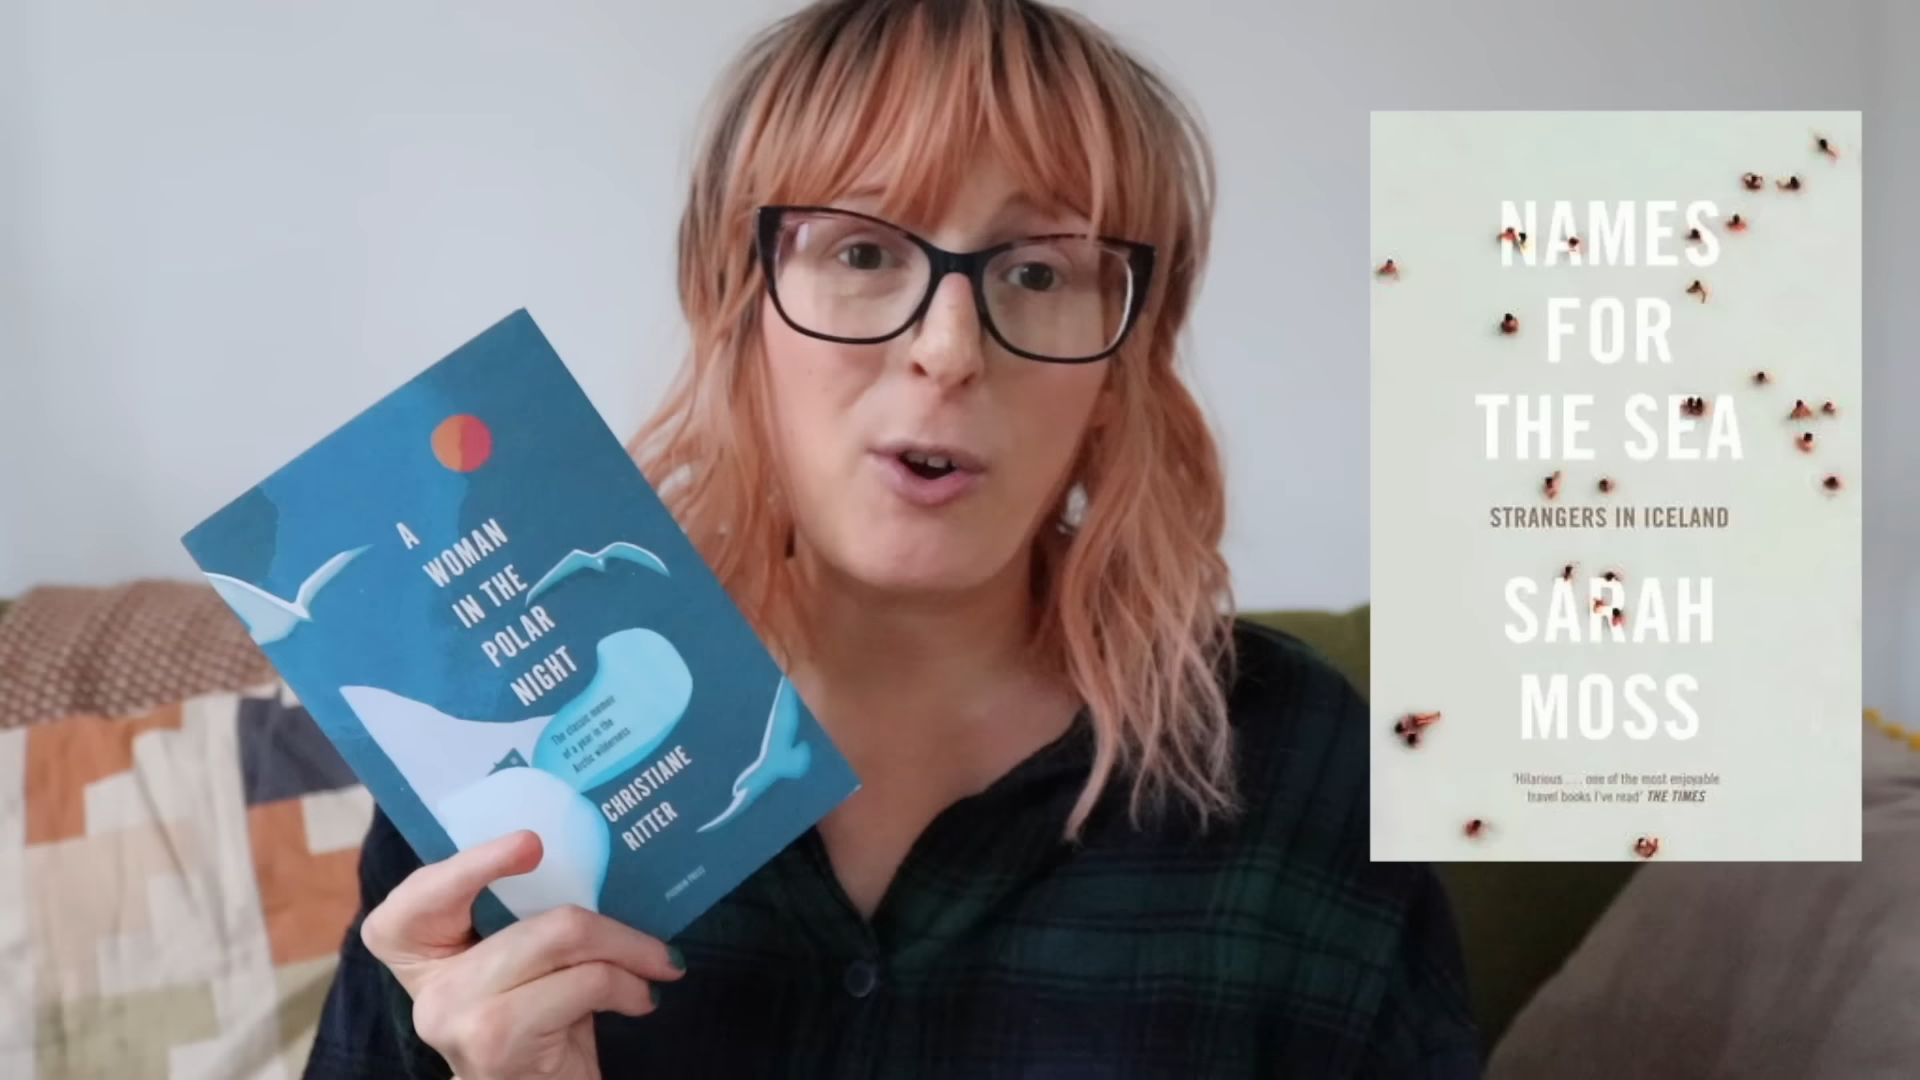 A
WOMAN
IN THE
POLAR
NIGHT
The classic memoir
of a year in the
Arctic wilderness
CHRISTIANE
RITTER
PUSHKIN PRESS
NAMES
FOR
THE SEA
STRANGERS IN ICELAND
SARAH
MOSS
'Hilarious . . . one of the most enjoyable
travel books I've read' THE TIMES